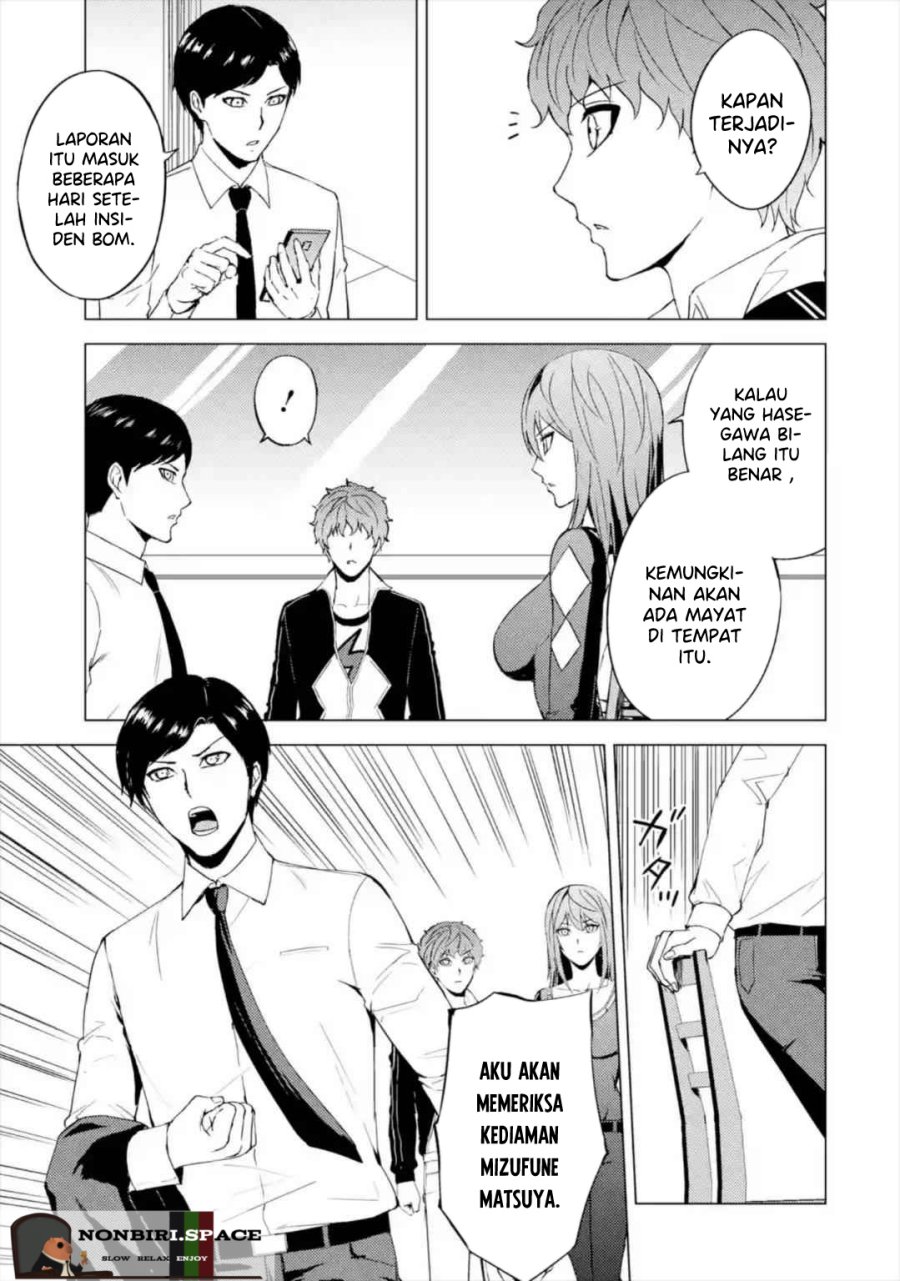 KAPAN
TERJADI-
NYA?
LAPORAN
ITU MASUK
BEBERAPA
HARI SETE-
LAH INSI-
DEN BOM.
KALAU
YANG HASE-
GAWA BI-
LANG ITU
BENAR ,
KEMUNGKI-
NAN AKAN
ADA MAYAT
DI TEMPAT
ITU.
!
ガタッ
AKU AKAN
MEMERIKSA
KEDIAMAN
MIZUFUNE
MATSUYA.
NONBIRI.SPACE
SLOW RELAX ENJOY